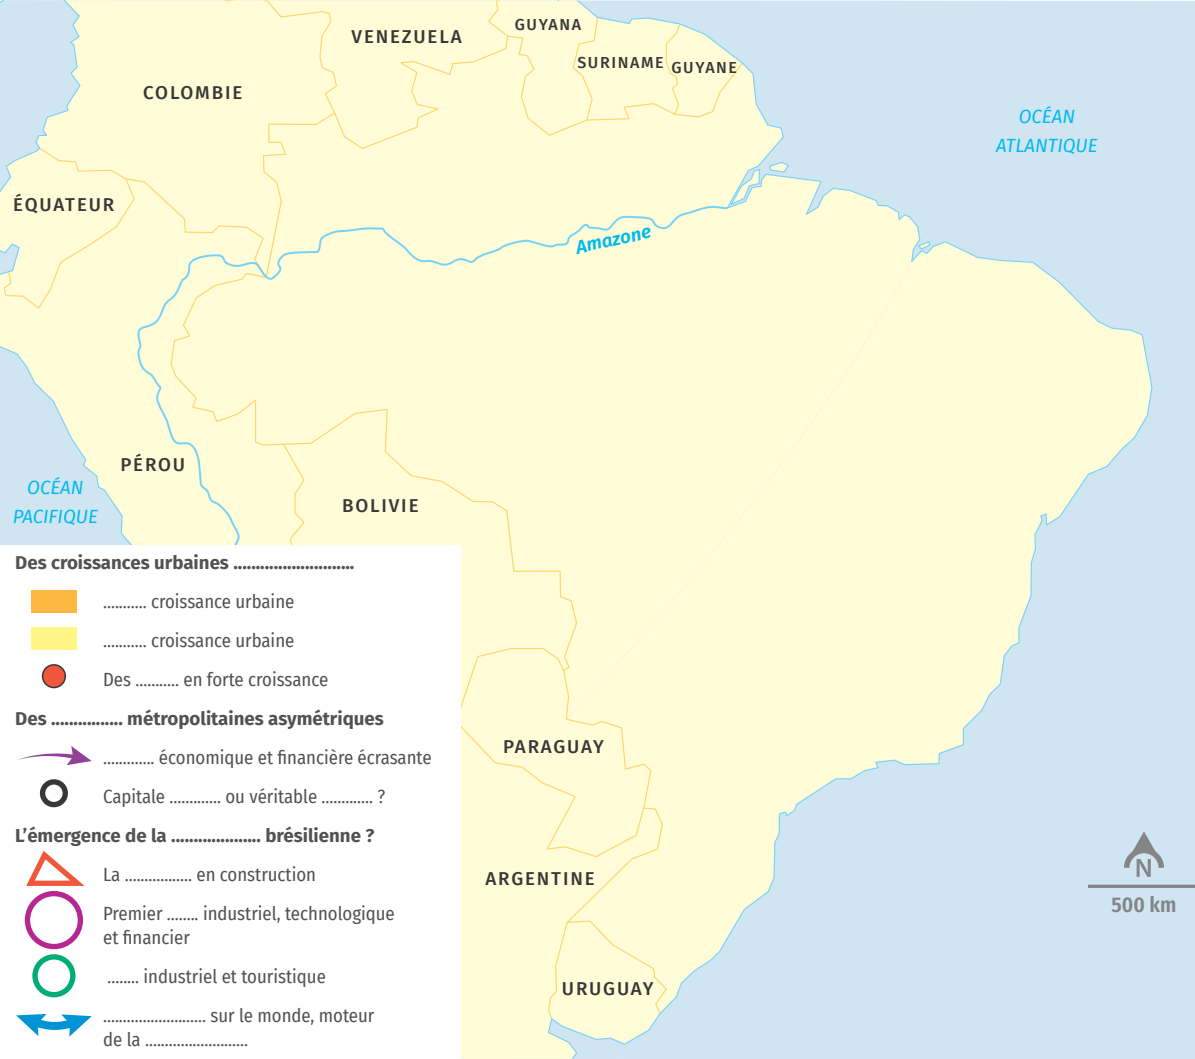 VENEZUELA
GUYANA
SURINAME
GUYANE
COLOMBIE
OCÉAN
ATLANTIQUE
ÉQUATEUR
Amazone
PÉROU
OCÉAN
PACIFIQUE
BOLIVIE
PARAGUAY
ARGENTINE
URUGUAY
N
500 km
Des croissances urbaines ...........................
........... croissance urbaine
........... croissance urbaine
Des ........... en forte croissance
Des ................ métropolitaines asymétriques
............. économique et financière écrasante
Capitale ............. ou véritable ............. ?
L’émergence de la .................... brésilienne ?
La ................. en construction
Premier ........ industriel, technologique
et financier
........ industriel et touristique
.......................... sur le monde, moteur
de la ..........................